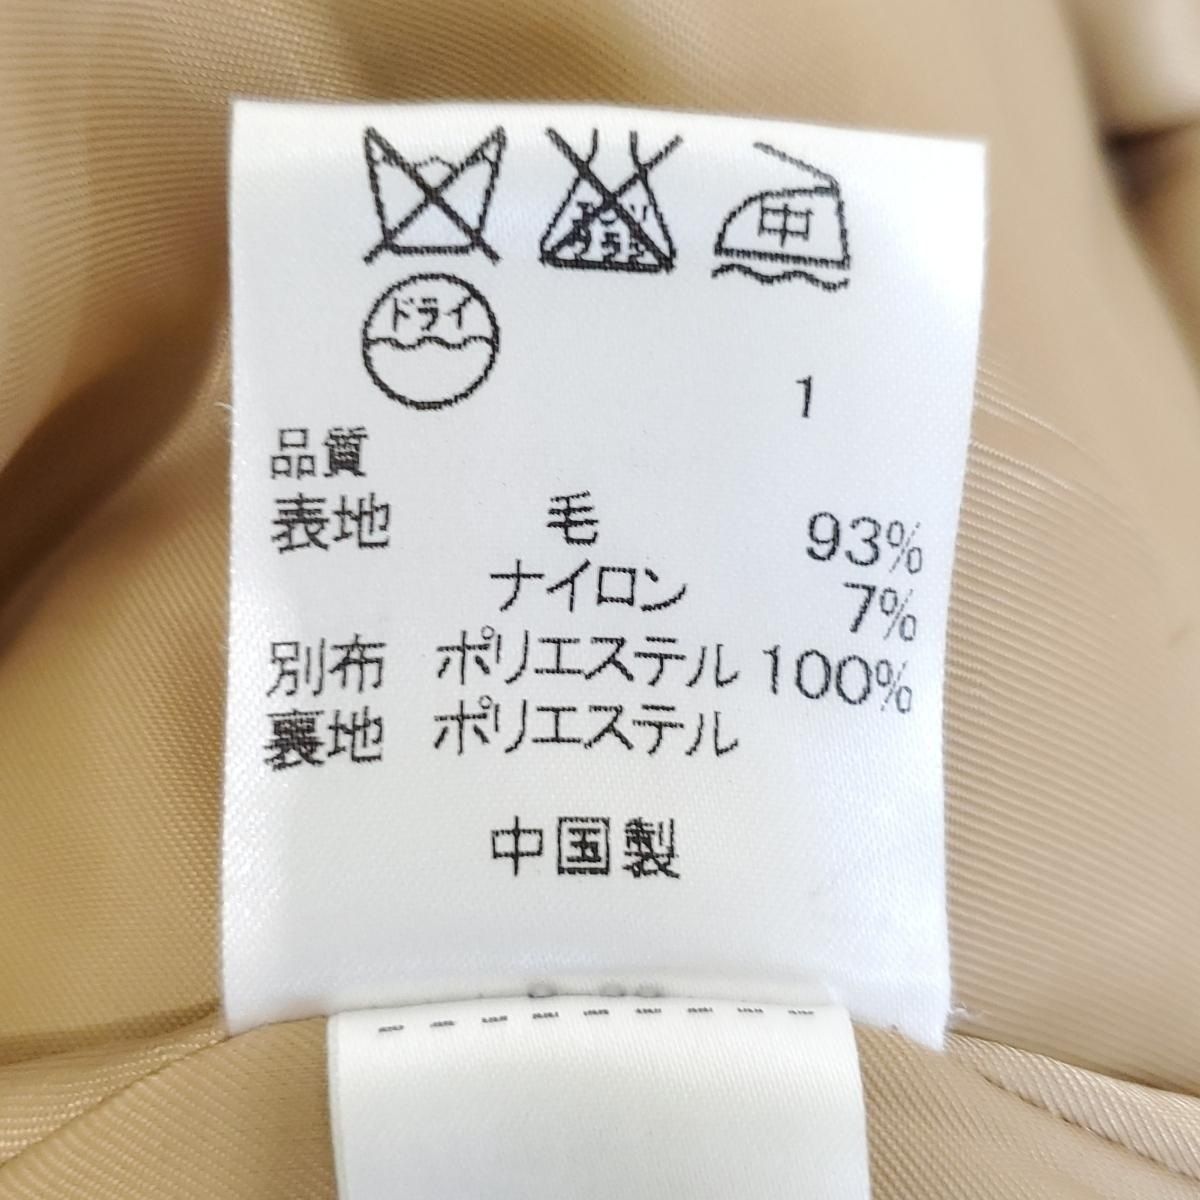 中
ドライ
1
品質
表地 毛 93%
ナイロン 7%
別布 ポリエステル 100%
裏地 ポリエステル
中国製